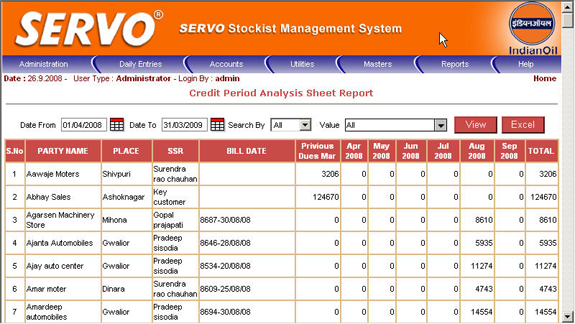 SERVO®
SERVO Stockist Management System
इंडियनऑयल
IndianOil
Administration Daily Entries Accounts Utilities Masters Reports Help
Date : 26.9.2008 - User Type : Administrator - Login By : admin Home
Credit Period Analysis Sheet Report
Date From 01/04/2008 Date To 31/03/2009 Search By All Value All View Excel
S.No PARTY NAME PLACE SSR BILL DATE Privious Dues Mar Apr 2008 May 2008 Jun 2008 Jul 2008 Aug 2008 Sep 2008 TOTAL
1 Aawaje Moters Shivpuri Surendra rao chauhan 3206 0 0 0 0 0 0 3206
2 Abhay Sales Ashoknagar Key customer 124670 0 0 0 0 0 0 124670
3 Agarsen Machinery Store Mihona Gopal prajapati 8687-30/08/08 0 0 0 0 0 8610 0 8610
4 Ajanta Automobiles Gwalior Pradeep sisodia 8646-28/08/08 0 0 0 0 0 5935 0 5935
5 Ajay auto center Gwalior Pradeep sisodia 8534-20/08/08 0 0 0 0 0 11274 0 11274
6 Amar moter Dinara Surendra rao chauhan 8609-25/08/08 0 0 0 0 0 4743 0 4743
7 Amardeep automobiles Gwalior Pradeep sisodia 8694-30/08/08 0 0 0 0 0 14554 0 14554